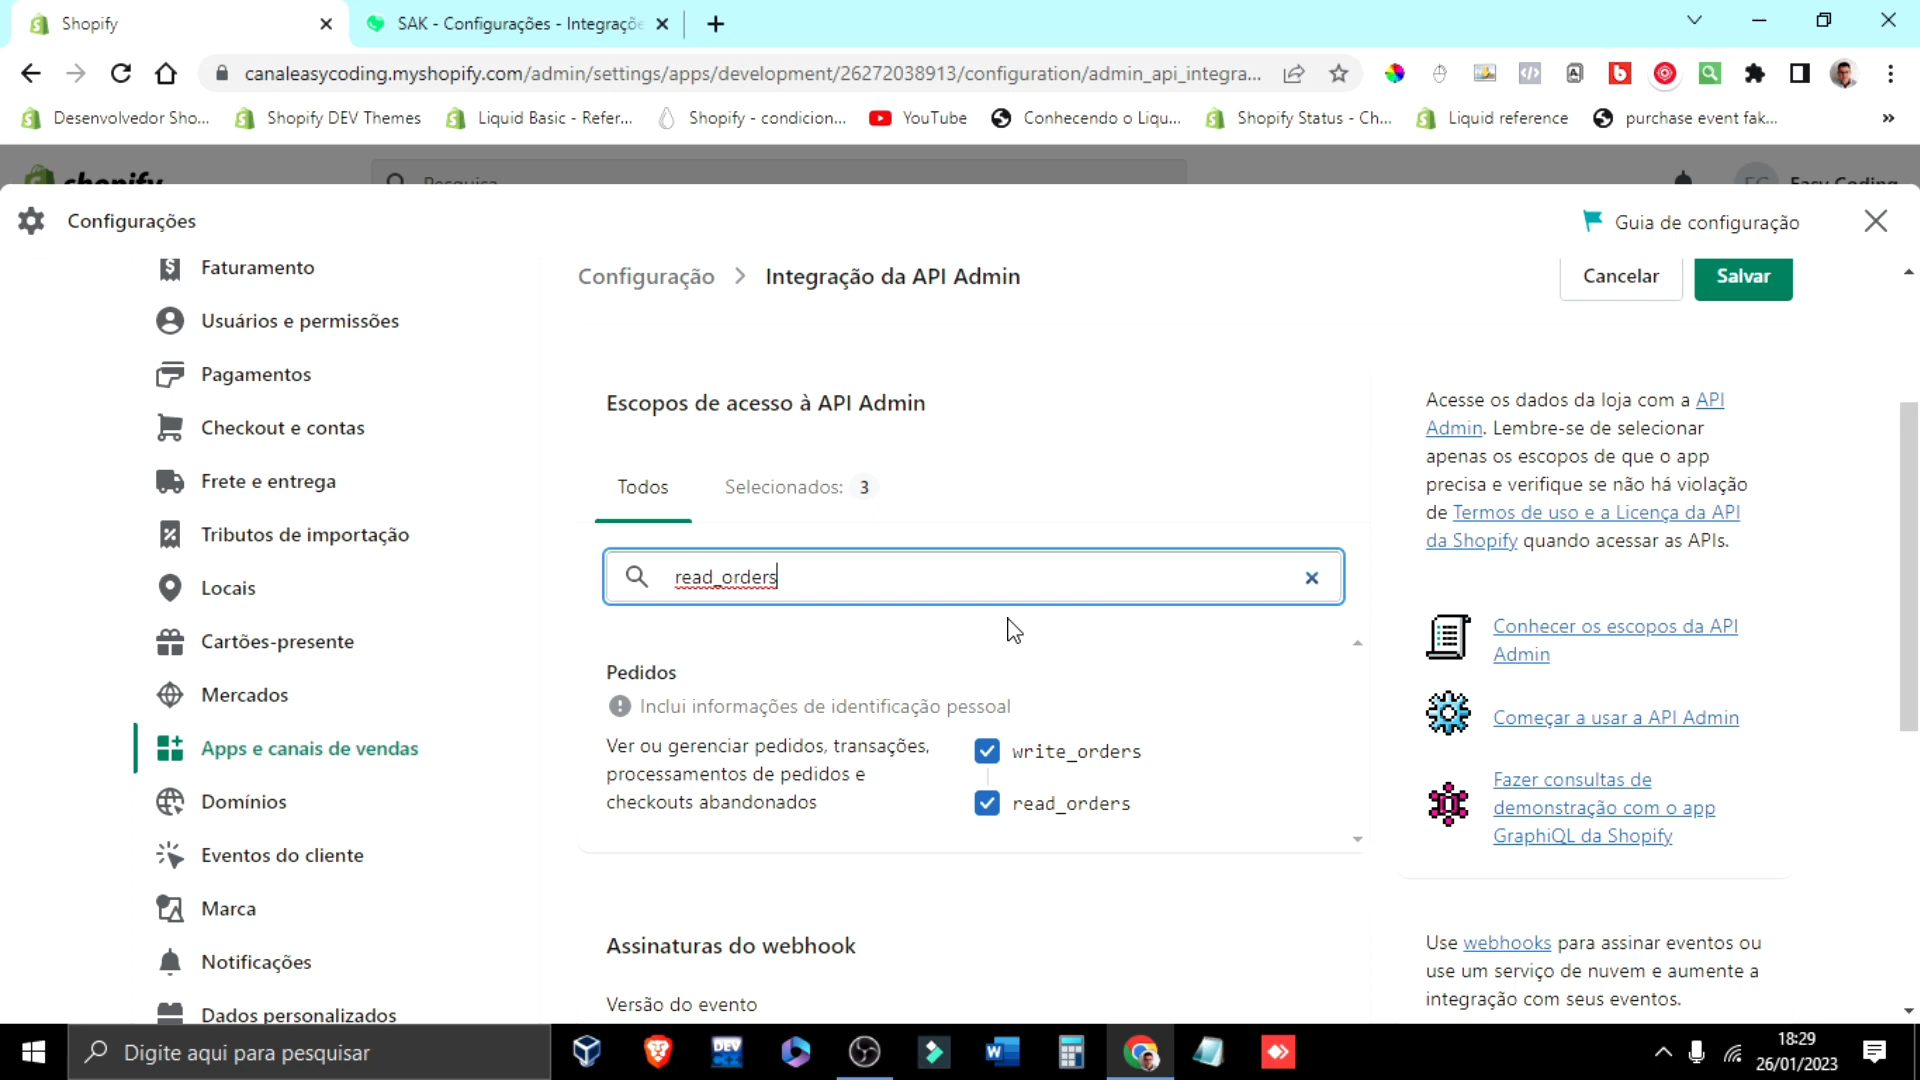 Shopify
SAK - Configurações - Integraçõe
canaleasycoding.myshopify.com/admin/settings/apps/development/26272038913/configuration/admin_api_integra...
Desenvolvedor Sho...
Shopify DEV Themes
Liquid Basic - Refer...
Shopify - condicion...
YouTube
Conhecendo o Liqu...
Shopify Status - Ch...
Liquid reference
purchase event fak...
»
shopify
Pesquisa
EC
Easy Coding
Configurações
Guia de configuração
Faturamento
Usuários e permissões
Pagamentos
Checkout e contas
Frete e entrega
Tributos de importação
Locais
Cartões-presente
Mercados
Apps e canais de vendas
Domínios
Eventos do cliente
Marca
Notificações
Dados personalizados
Configuração > Integração da API Admin
Cancelar
Salvar
Escopos de acesso à API Admin
Todos
Selecionados: 3
read_orders
Pedidos
Inclui informações de identificação pessoal
Ver ou gerenciar pedidos, transações,
processamentos de pedidos e
checkouts abandonados
write_orders
read_orders
Assinaturas do webhook
Versão do evento
Acesse os dados da loja com a API
Admin. Lembre-se de selecionar
apenas os escopos de que o app
precisa e verifique se não há violação
de Termos de uso e a Licença da API
da Shopify quando acessar as APIs.
Conhecer os escopos da API
Admin
Começar a usar a API Admin
Fazer consultas de
demonstração com o app
GraphiQL da Shopify
Use webhooks para assinar eventos ou
use um serviço de nuvem e aumente a
integração com seus eventos.
Digite aqui para pesquisar
DEV
18:29
26/01/2023